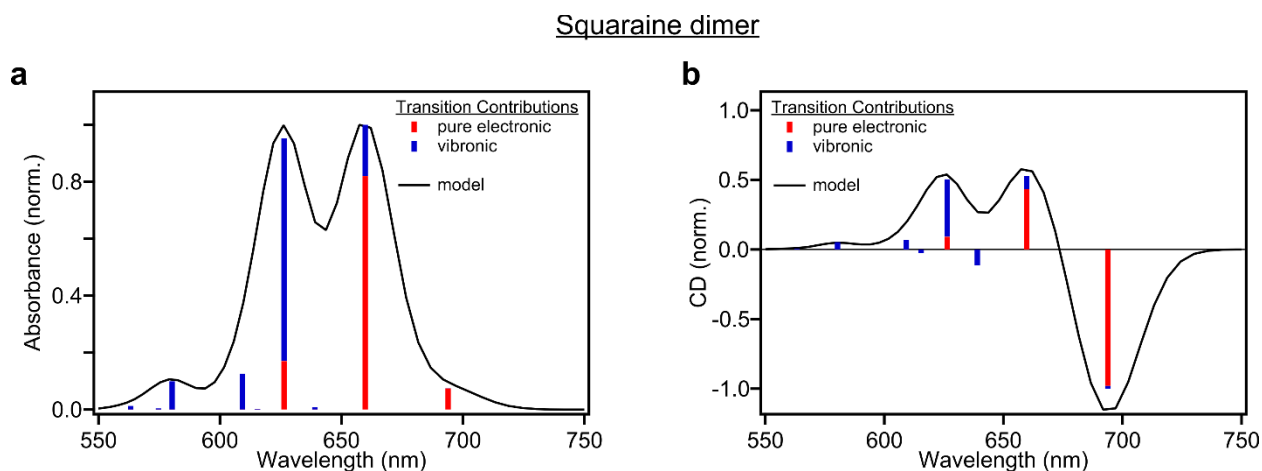 Squaraine dimer
a
Transition Contributions
pure electronic
vibronic
model
Absorbance (norm.)
0.8
0.4
0.0
550 600 650 700 750
Wavelength (nm)
b
Transition Contributions
pure electronic
vibronic
model
CD (norm.)
1.0
0.5
0.0
-0.5
-1.0
550 600 650 700 750
Wavelength (nm)